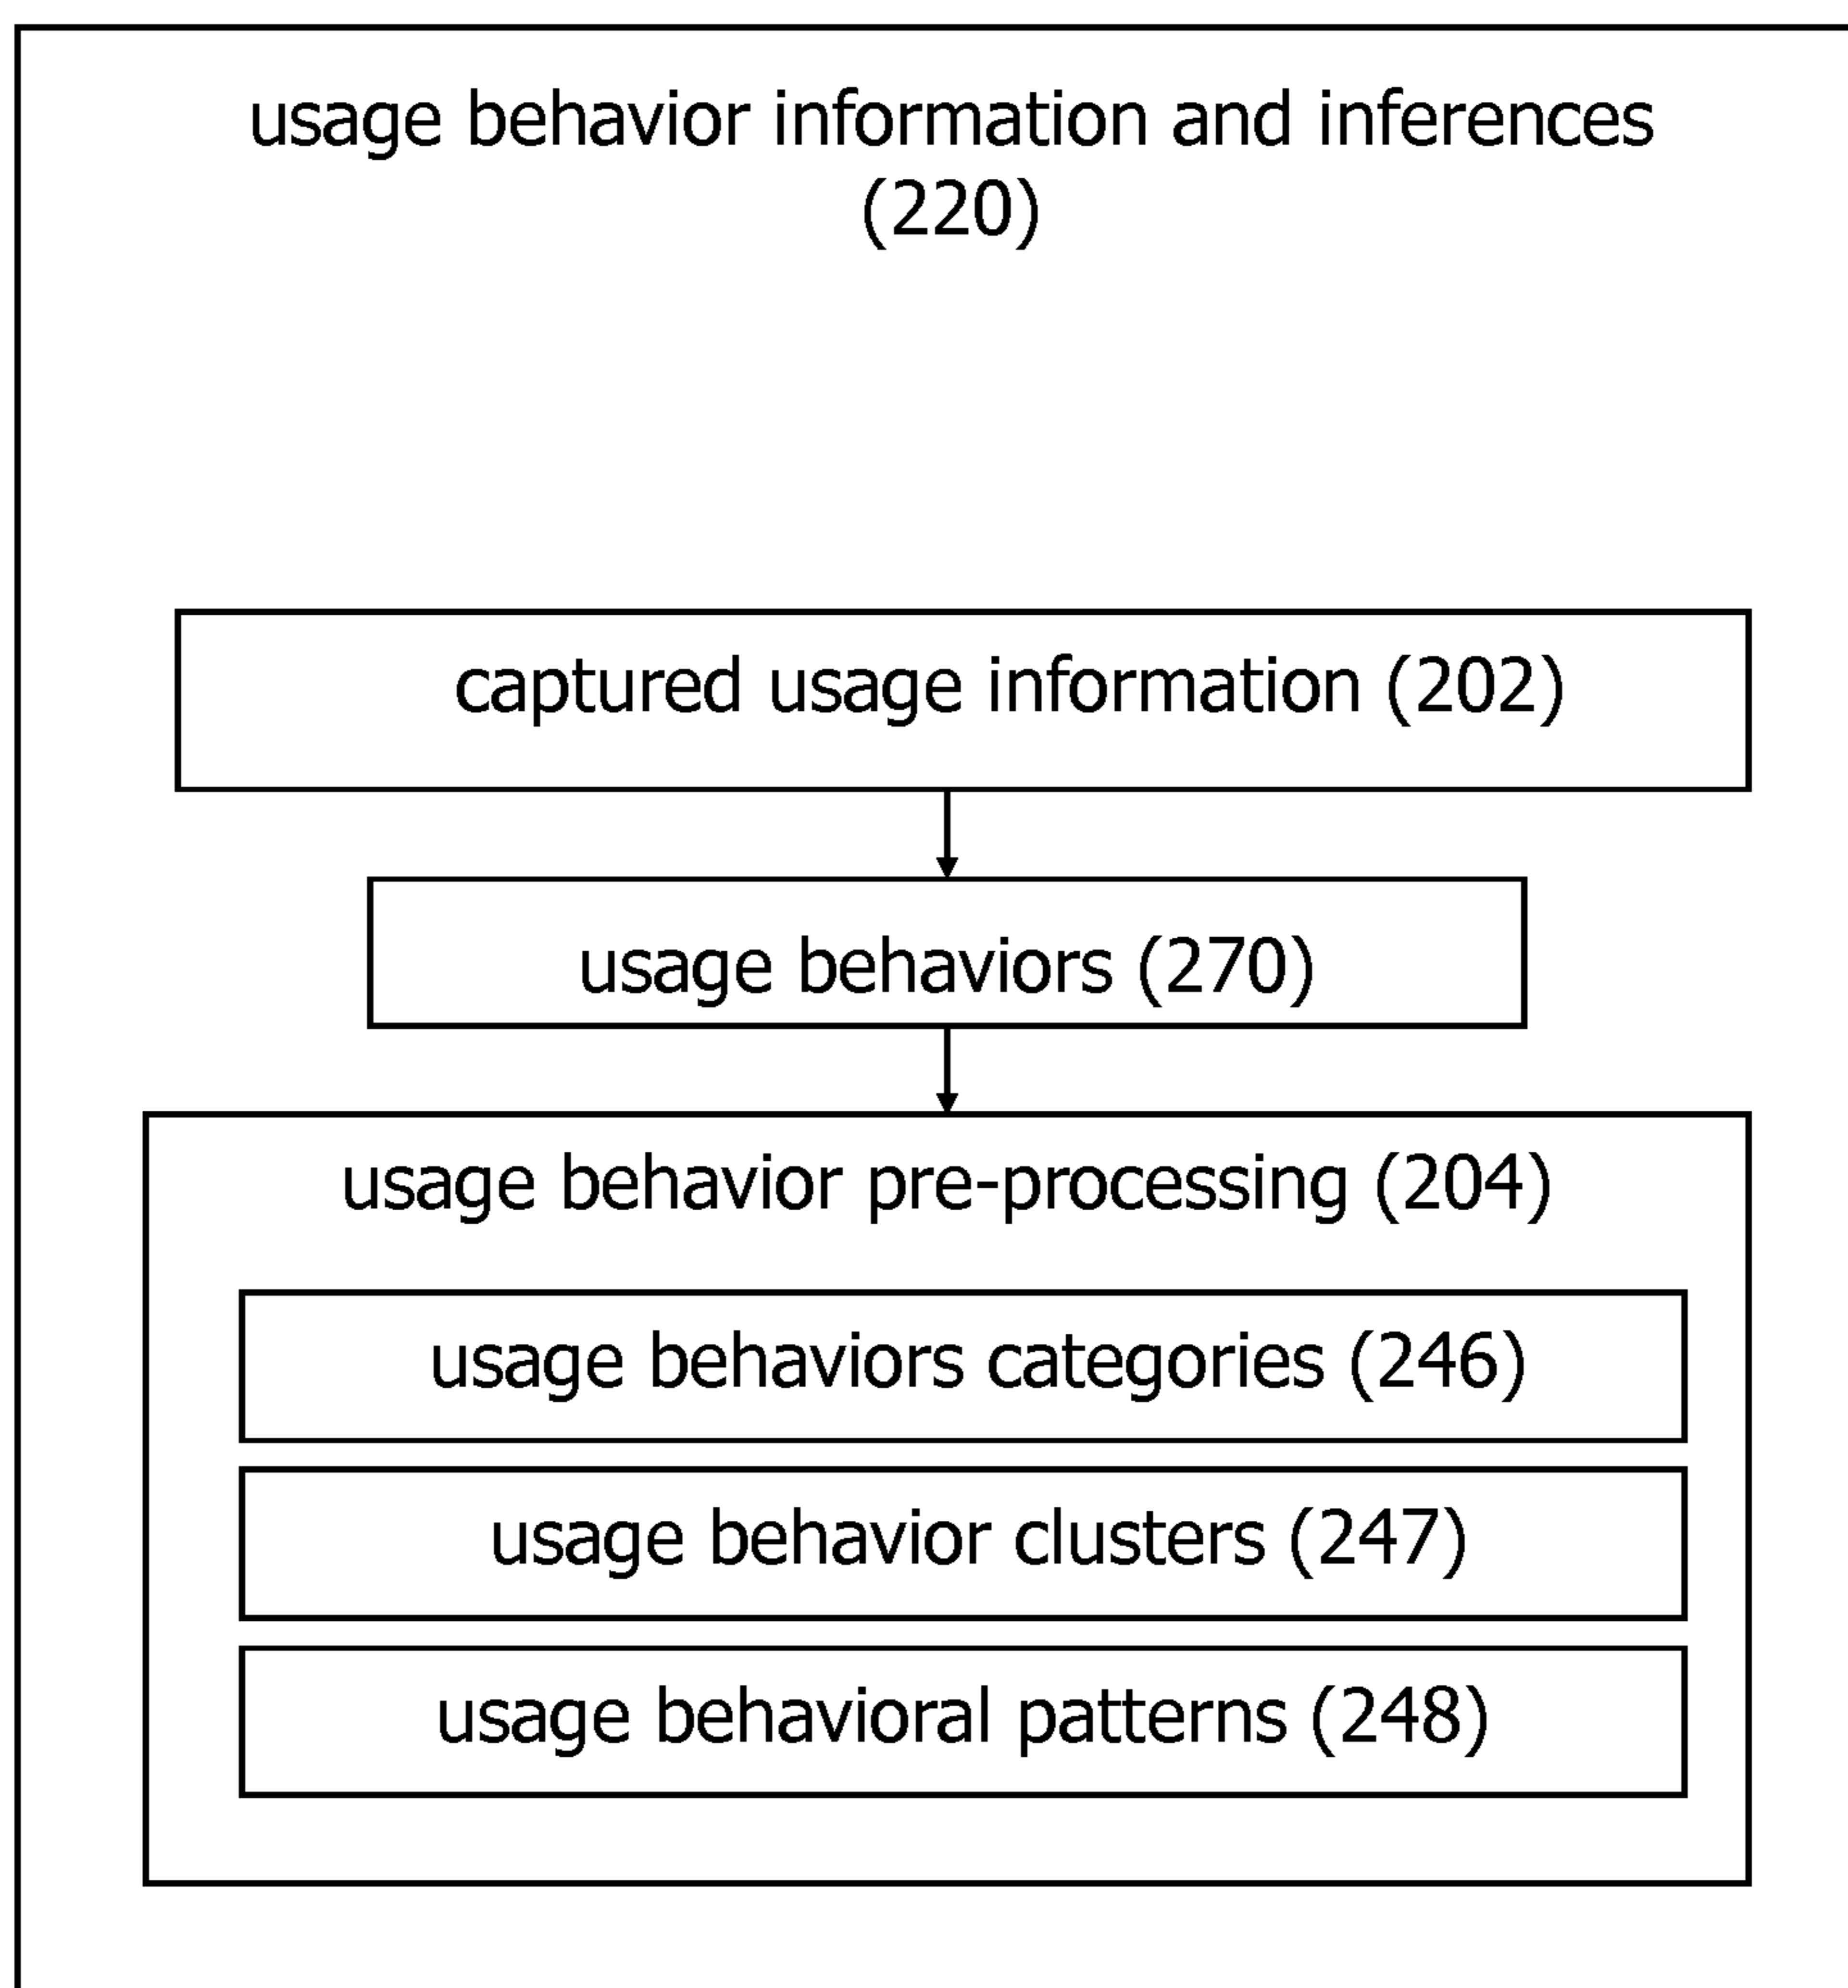 usage behavior information and inferences
(220)
captured usage information (202)
usage behaviors (270)
usage behavior pre-processing (204)
usage behaviors categories (246)
usage behavior clusters (247)
usage behavioral patterns (248)